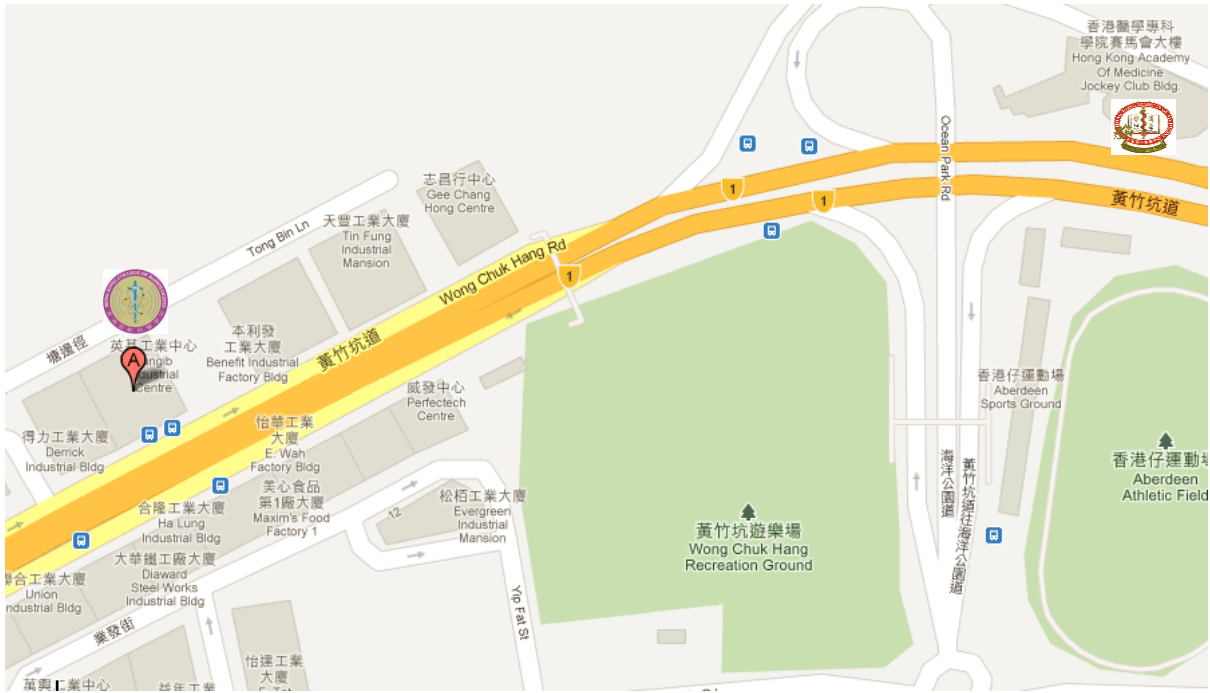 香港醫學專科
學院賽馬會大樓
Hong Kong Academy
Of Medicine
Jockey Club Bldg.
Ocean Park Rd
1
1
黃竹坑道
志昌行中心
Gee Chang
Hong Centre
天豐工業大廈
Tin Fung
Industrial
Mansion
Tong Bin Ln
Wong Chuk Hang Rd
1
塘邊徑
英基工業中心
A
Centre
本利發
工業大廈
Benefit Industrial
Factory Bldg
黃竹坑道
威發中心
Perfectech
Centre
香港仔運動場
Aberdeen
Sports Ground
得力工業大廈
Derrick
Industrial Bldg
怡華工業
大廈
E. Wah
Factory Bldg
美心食品
第1廠大廈
Maxim's Food
Factory 1
合隆工業大廈
Ha Lung
Industrial Bldg
12
松栢工業大廈
Evergreen
Industrial
Mansion
黃竹坑遊樂場
Wong Chuk Hang
Recreation Ground
海洋公園道
黃竹坑道往海洋公園道
香港仔運動場
Aberdeen
Athletic Field
大華鐵工廠大廈
Diaward
Steel Works
Industrial Bldg
聯合工業大廈
Union
Industrial Bldg
業發街
Yip Fat St
怡達工業
大廈